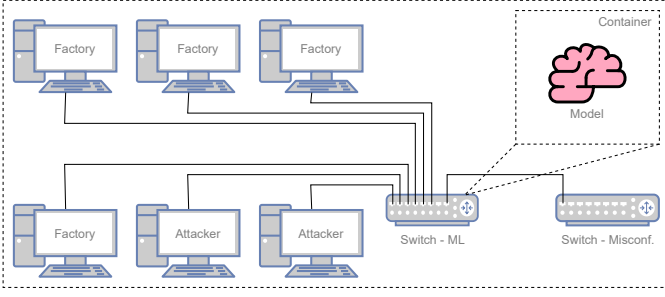 Container
Factory
Factory
Factory
Model
Factory
Attacker
Attacker
Switch - ML
Switch - Misconf.